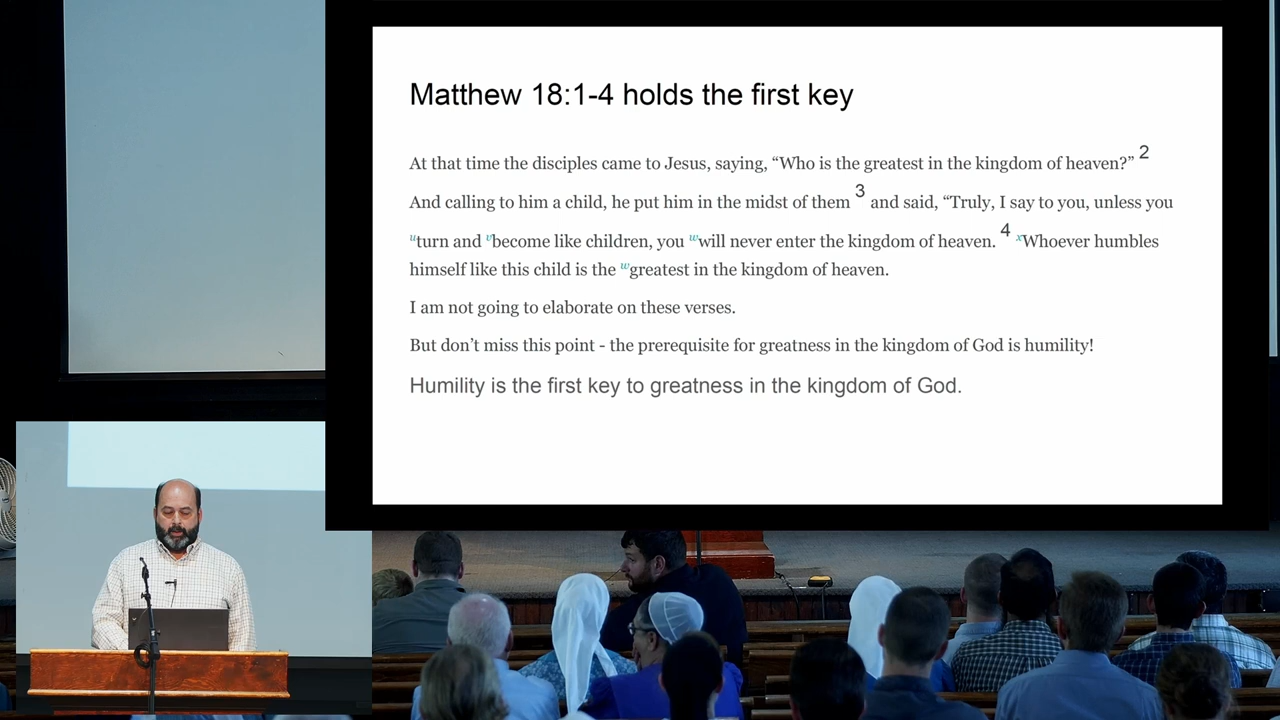 Matthew 18:1-4 holds the first key
At that time the disciples came to Jesus, saying, “Who is the greatest in the kingdom of heaven?” 2
And calling to him a child, he put him in the midst of them 3 and said, “Truly, I say to you, unless you
uturn and vbecome like children, you wwill never enter the kingdom of heaven. 4 xWhoever humbles
himself like this child is the wgreatest in the kingdom of heaven.
I am not going to elaborate on these verses.
But don’t miss this point - the prerequisite for greatness in the kingdom of God is humility!
Humility is the first key to greatness in the kingdom of God.